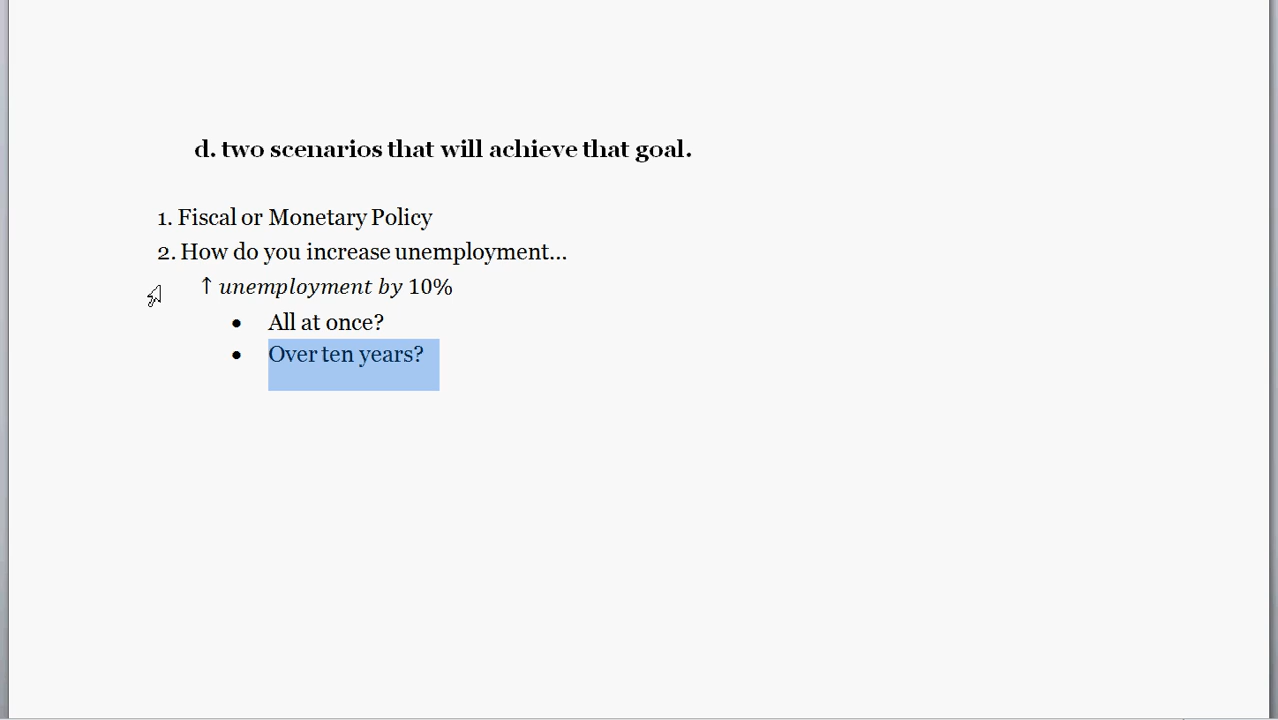 d. two scenarios that will achieve that goal.
1. Fiscal or Monetary Policy
2. How do you increase unemployment...
↑ unemployment by 10%
• All at once?
• Over ten years?